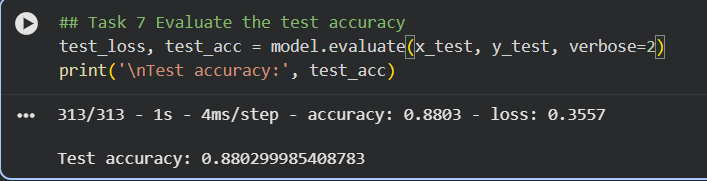 ## Task 7 Evaluate the test accuracy
test_loss, test_acc = model.evaluate(x_test, y_test, verbose=2)
print('\nTest accuracy:', test_acc)
313/313 - 1s - 4ms/step - accuracy: 0.8803 - loss: 0.3557
Test accuracy: 0.880299985408783